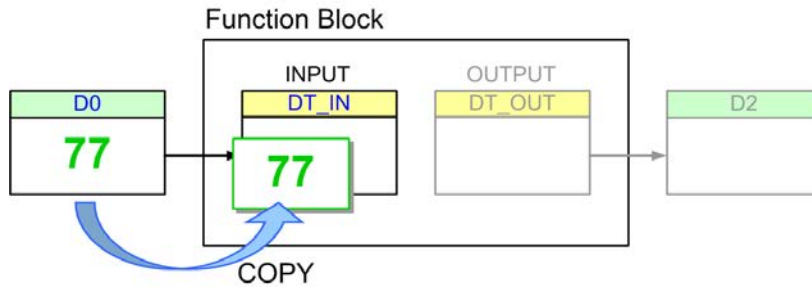 Function Block
INPUT
OUTPUT
D0
DT_IN
DT_OUT
D2
77
77
COPY